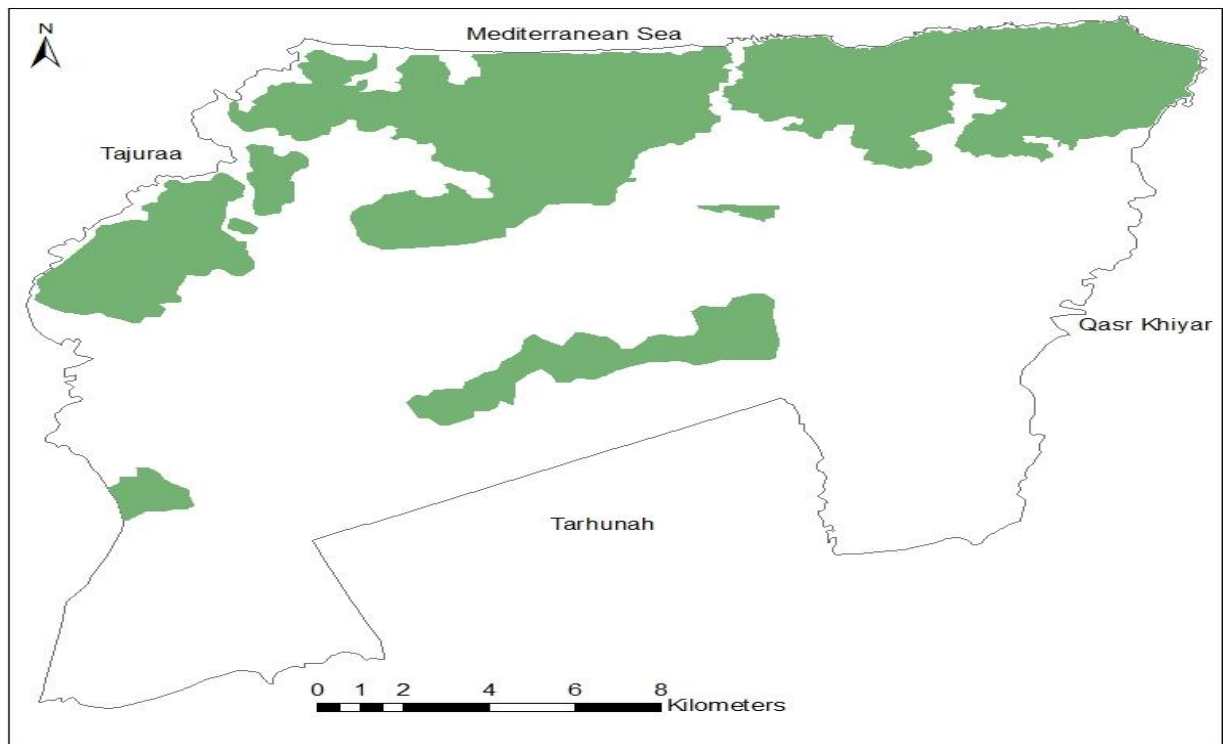 N
Mediterranean Sea
Tajuraa
Qasr Khiyar
Tarhunah
0 1 2 4 6 8
Kilometers